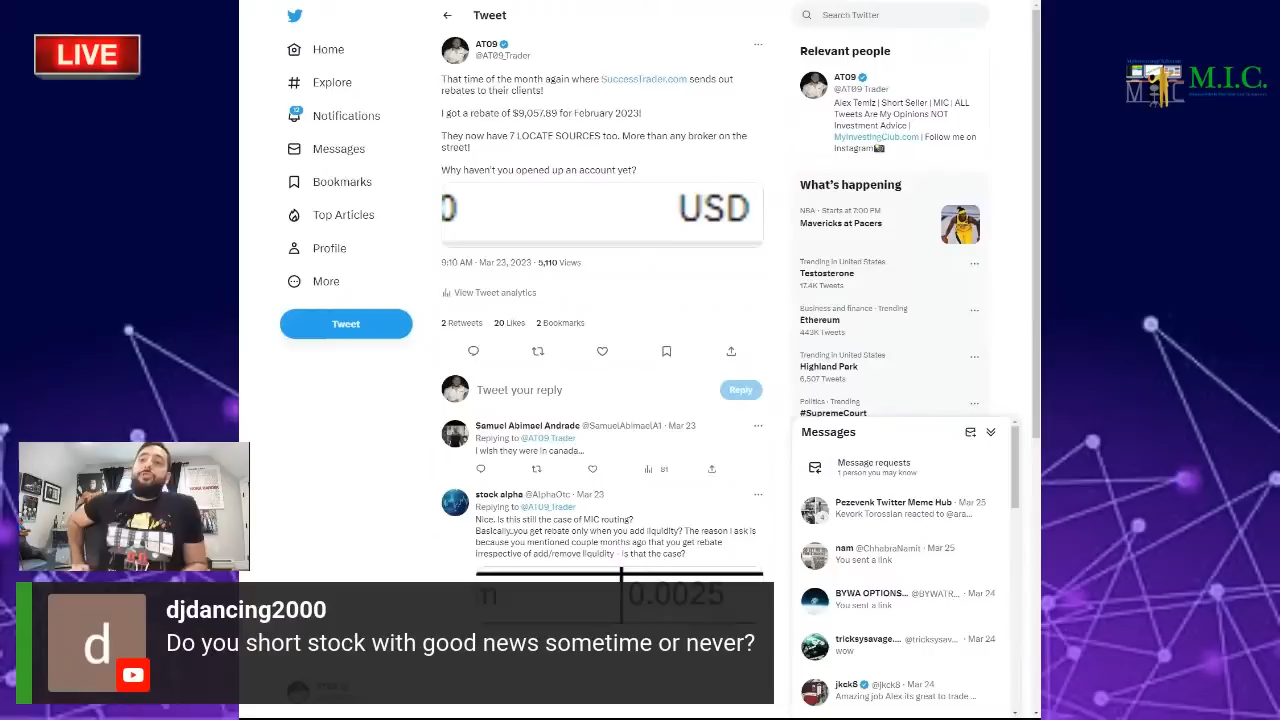 LIVE
M.I.C.
Home
Explore
12
Notifications
Messages
Bookmarks
Top Articles
Profile
More
Tweet
Tweet
AT09
@AT09_Trader
That time of the month again where SuccessTrader.com sends out
rebates to their clients!
I got a rebate of $9,057.89 for February 2023!
They now have 7 LOCATE SOURCES too. More than any broker on the
street!
Why haven't you opened up an account yet?
USD
9:10 AM · Mar 23, 2023 · 5,110 Views
View Tweet analytics
2 Retweets 20 Likes 2 Bookmarks
Tweet your reply
Reply
Samuel Abimael Andrade @SamuelAbimaelA1 · Mar 23
Replying to @AT09_Trader
I wish they were in canada...
81
stock alpha @AlphaOtc · Mar 23
Replying to @AT09_Trader
Nice. Is this still the case of MIC routing?
Basically..you get rebate only when you add liquidity? The reason I ask is
because you mentioned couple months ago that you get rebate
irrespective of add/remove liquidity - Is that the case?
0.0025
Search Twitter
Relevant people
AT09
@AT09_Trader
Alex Temiz | Short Seller | MIC | ALL
Tweets Are My Opinions NOT
Investment Advice |
MyInvestingClub.com | Follow me on
Instagram
What's happening
NBA · Starts at 7:00 PM
Mavericks at Pacers
Trending in United States
Testosterone
17.4K Tweets
Business and finance · Trending
Ethereum
443K Tweets
Trending in United States
Highland Park
6,507 Tweets
Politics · Trending
#SupremeCourt
Messages
Message requests
1 person you may know
Pezevenk Twitter Meme Hub · Mar 25
Kevork Torossian reacted to @ara...
nam @ChhabraNamit · Mar 25
You sent a link
BYWA OPTIONS... @BYWATR... · Mar 24
You sent a link
tricksysavage... @tricksysav... · Mar 24
wow
jkck8 @jkck8 · Mar 24
Amazing job Alex its great to trade ...
d
djdancing2000
Do you short stock with good news sometime or never?